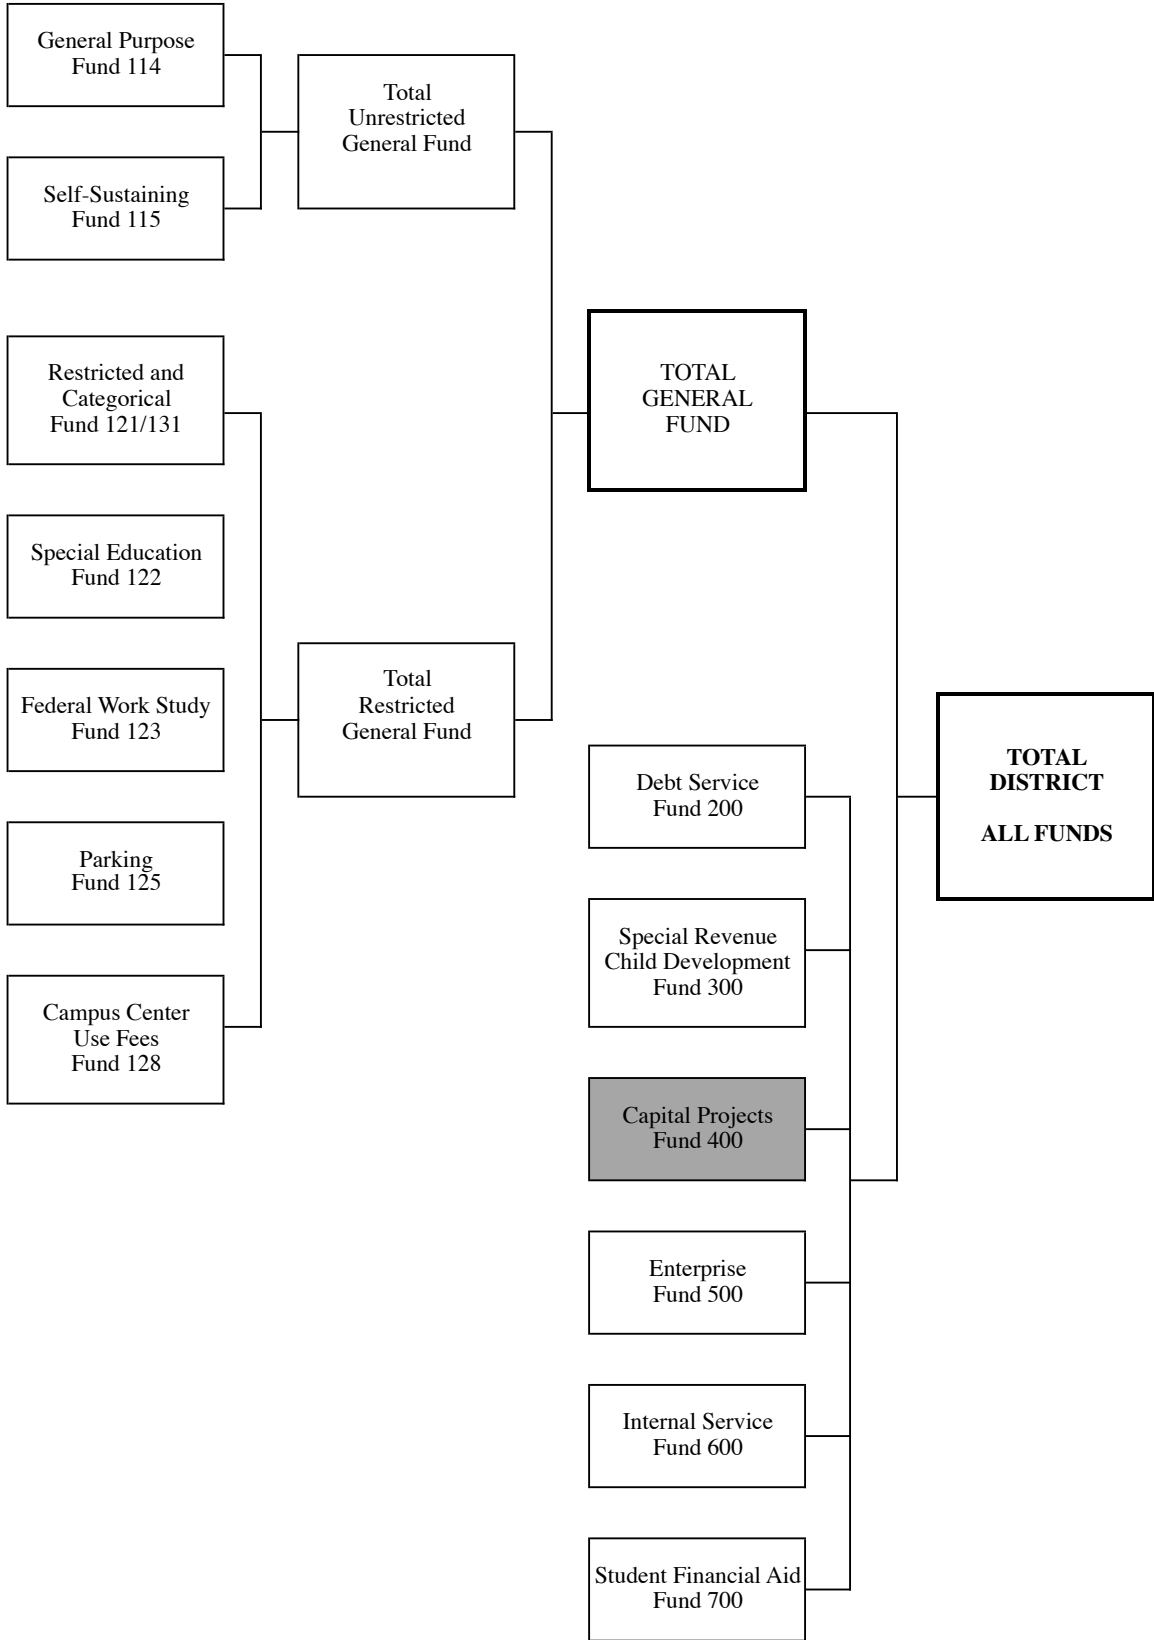 General Purpose
Fund 114
Self-Sustaining
Fund 115
Restricted and
Categorical
Fund 121/131
Special Education
Fund 122
Federal Work Study
Fund 123
Parking
Fund 125
Campus Center
Use Fees
Fund 128
Total
Unrestricted
General Fund
Total
Restricted
General Fund
TOTAL
GENERAL
FUND
Debt Service
Fund 200
Special Revenue
Child Development
Fund 300
Capital Projects
Fund 400
Enterprise
Fund 500
Internal Service
Fund 600
Student Financial Aid
Fund 700
TOTAL
DISTRICT
ALL FUNDS